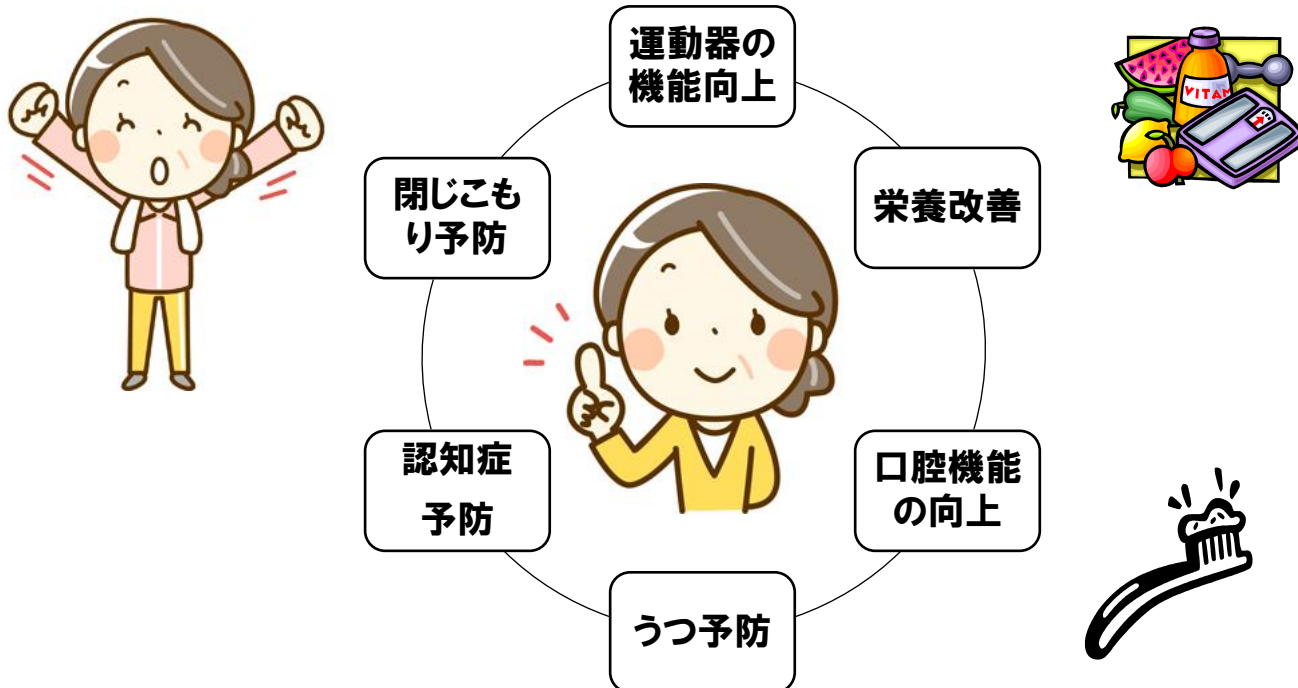 運動器の
機能向上
栄養改善
口腔機能
の向上
うつ予防
認知症
予防
閉じこも
り予防
VITAM